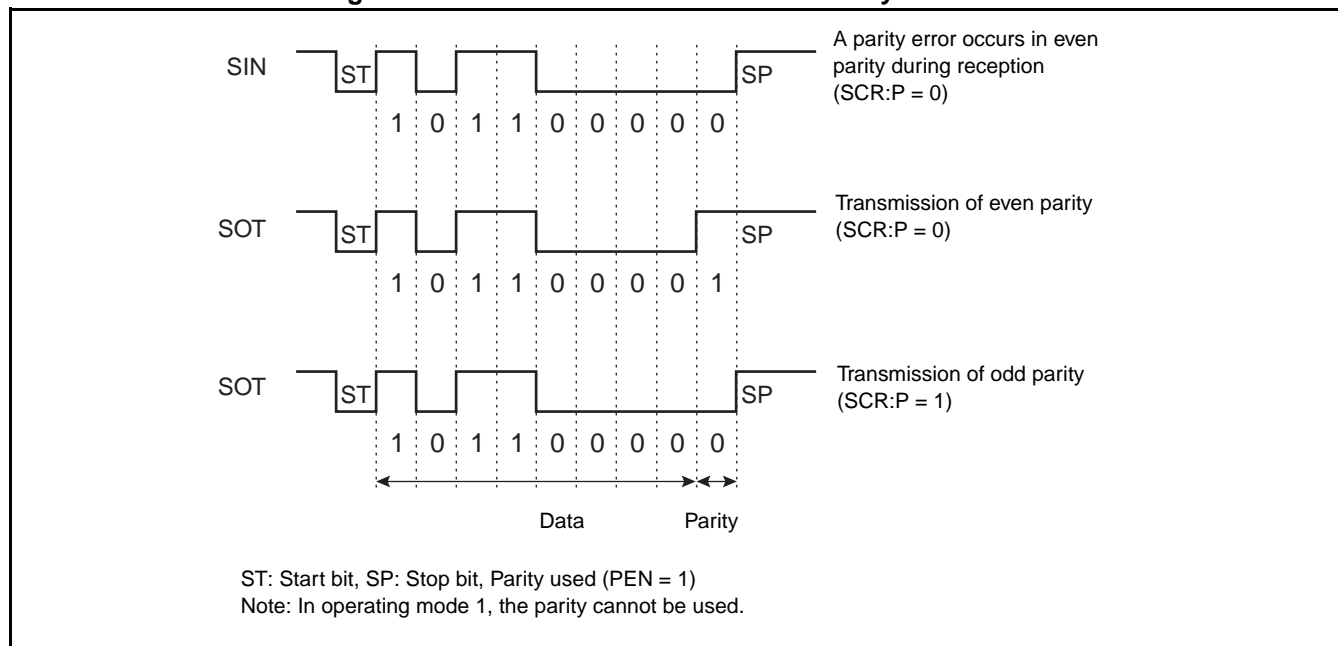 SIN ST SP
A parity error occurs in even
parity during reception
(SCR:P = 0)
1 0 1 1 0 0 0 0 0
SOT ST SP
Transmission of even parity
(SCR:P = 0)
1 0 1 1 0 0 0 0 1
SOT ST SP
Transmission of odd parity
(SCR:P = 1)
1 0 1 1 0 0 0 0 0
Data Parity
ST: Start bit, SP: Stop bit, Parity used (PEN = 1)
Note: In operating mode 1, the parity cannot be used.